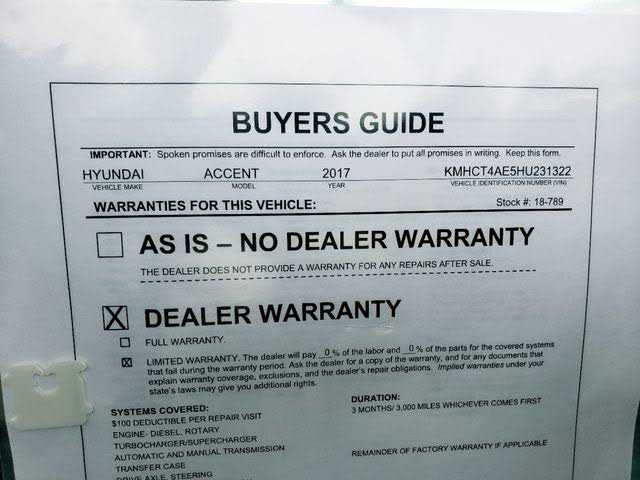 BUYERS GUIDE
IMPORTANT: Spoken promises are difficult to enforce. Ask the dealer to put all promises in writing. Keep this form.
HYUNDAI ACCENT 2017 KMHCT4AE5HU231322
VEHICLE MAKE MODEL YEAR VEHICLE IDENTIFICATION NUMBER (VIN)
WARRANTIES FOR THIS VEHICLE: Stock #: 18-789
AS IS – NO DEALER WARRANTY
THE DEALER DOES NOT PROVIDE A WARRANTY FOR ANY REPAIRS AFTER SALE.
X DEALER WARRANTY
FULL WARRANTY.
X LIMITED WARRANTY. The dealer will pay 0 % of the labor and 0 % of the parts for the covered systems
that fail during the warranty period. Ask the dealer for a copy of the warranty, and for any documents that
explain warranty coverage, exclusions, and the dealer's repair obligations. Implied warranties under your
state's laws may give you additional rights.
SYSTEMS COVERED:
$100 DEDUCTIBLE PER REPAIR VISIT
ENGINE- DIESEL, ROTARY
TURBOCHARGER/SUPERCHARGER
AUTOMATIC AND MANUAL TRANSMISSION
TRANSFER CASE
DRIVE AXLE, STEERING
DURATION:
3 MONTHS/ 3,000 MILES WHICHEVER COMES FIRST
REMAINDER OF FACTORY WARRANTY IF APPLICABLE